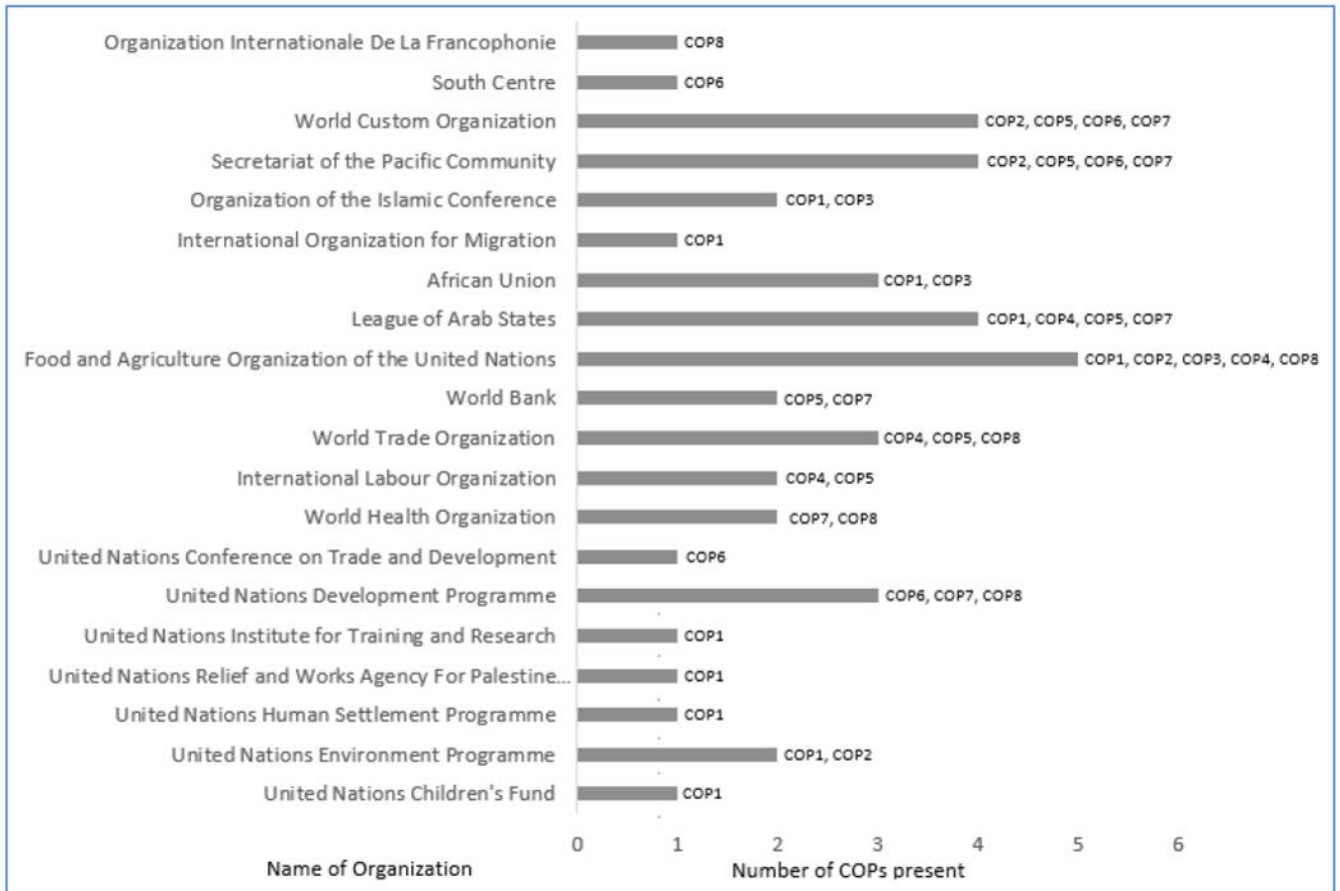 Organization Internationale De La Francophonie COP8
South Centre COP6
World Custom Organization COP2, COP5, COP6, COP7
Secretariat of the Pacific Community COP2, COP5, COP6, COP7
Organization of the Islamic Conference COP1, COP3
International Organization for Migration COP1
African Union COP1, COP3
League of Arab States COP1, COP4, COP5, COP7
Food and Agriculture Organization of the United Nations COP1, COP2, COP3, COP4, COP8
World Bank COP5, COP7
World Trade Organization COP4, COP5, COP8
International Labour Organization COP4, COP5
World Health Organization COP7, COP8
United Nations Conference on Trade and Development COP6
United Nations Development Programme COP6, COP7, COP8
United Nations Institute for Training and Research COP1
United Nations Relief and Works Agency For Palestine... COP1
United Nations Human Settlement Programme COP1
United Nations Environment Programme COP1, COP2
United Nations Children's Fund COP1
0 1 2 3 4 5 6
Name of Organization Number of COPs present